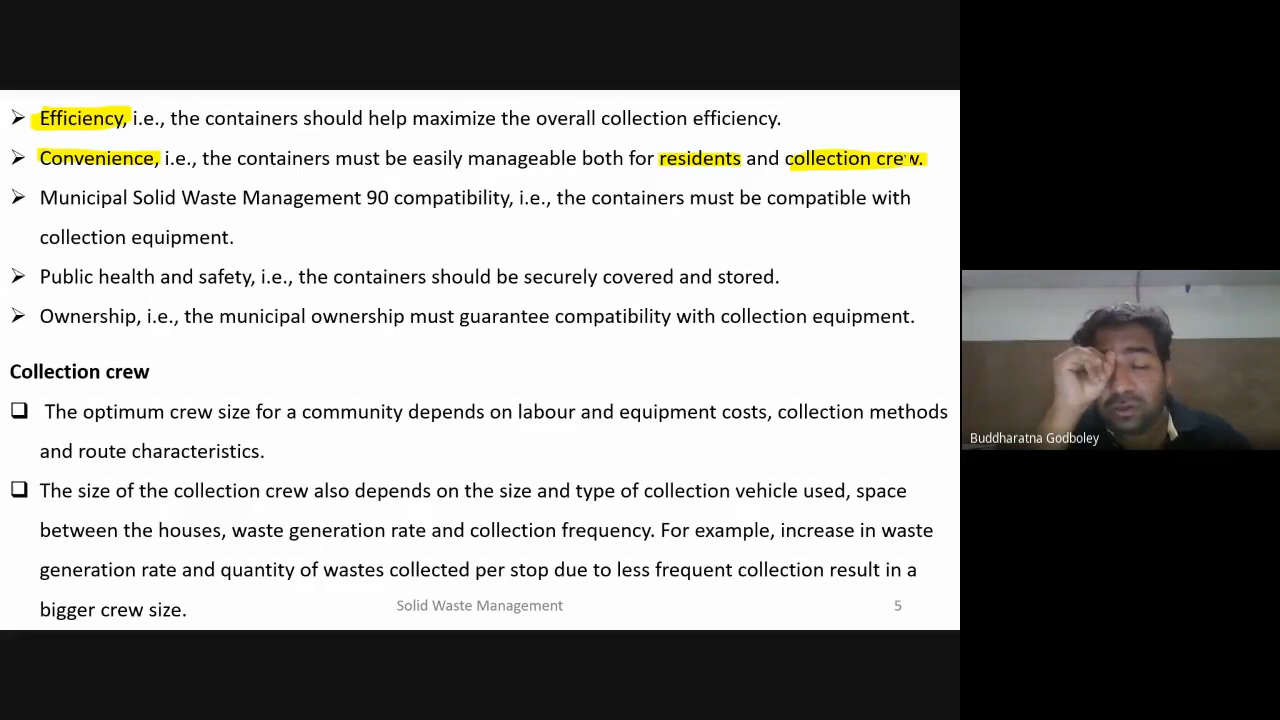 ➢ Efficiency, i.e., the containers should help maximize the overall collection efficiency.
➢ Convenience, i.e., the containers must be easily manageable both for residents and collection crew.
➢ Municipal Solid Waste Management 90 compatibility, i.e., the containers must be compatible with
collection equipment.
➢ Public health and safety, i.e., the containers should be securely covered and stored.
➢ Ownership, i.e., the municipal ownership must guarantee compatibility with collection equipment.
Collection crew
❑ The optimum crew size for a community depends on labour and equipment costs, collection methods
and route characteristics.
❑ The size of the collection crew also depends on the size and type of collection vehicle used, space
between the houses, waste generation rate and collection frequency. For example, increase in waste
generation rate and quantity of wastes collected per stop due to less frequent collection result in a
bigger crew size.
Solid Waste Management 5
Buddharatna Godboley